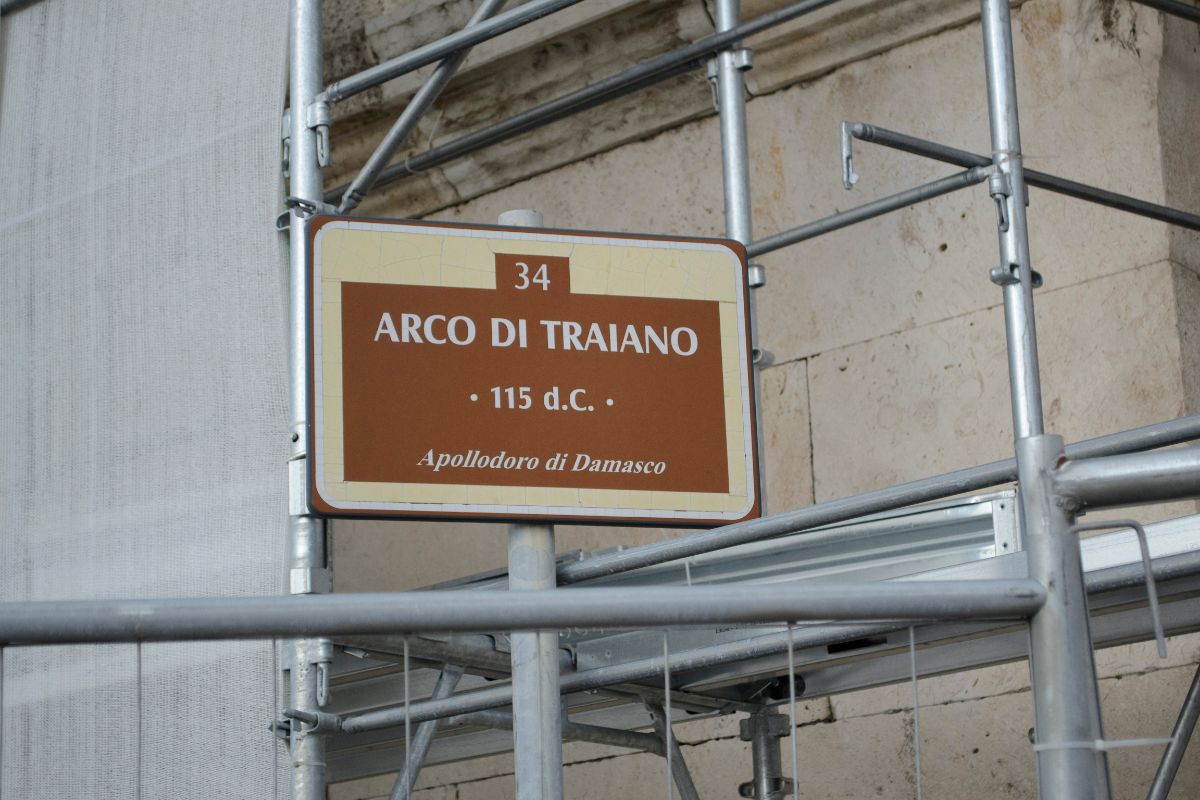 34
ARCO DI TRAIANO
· 115 d.C. ·
Apollodoro di Damasco